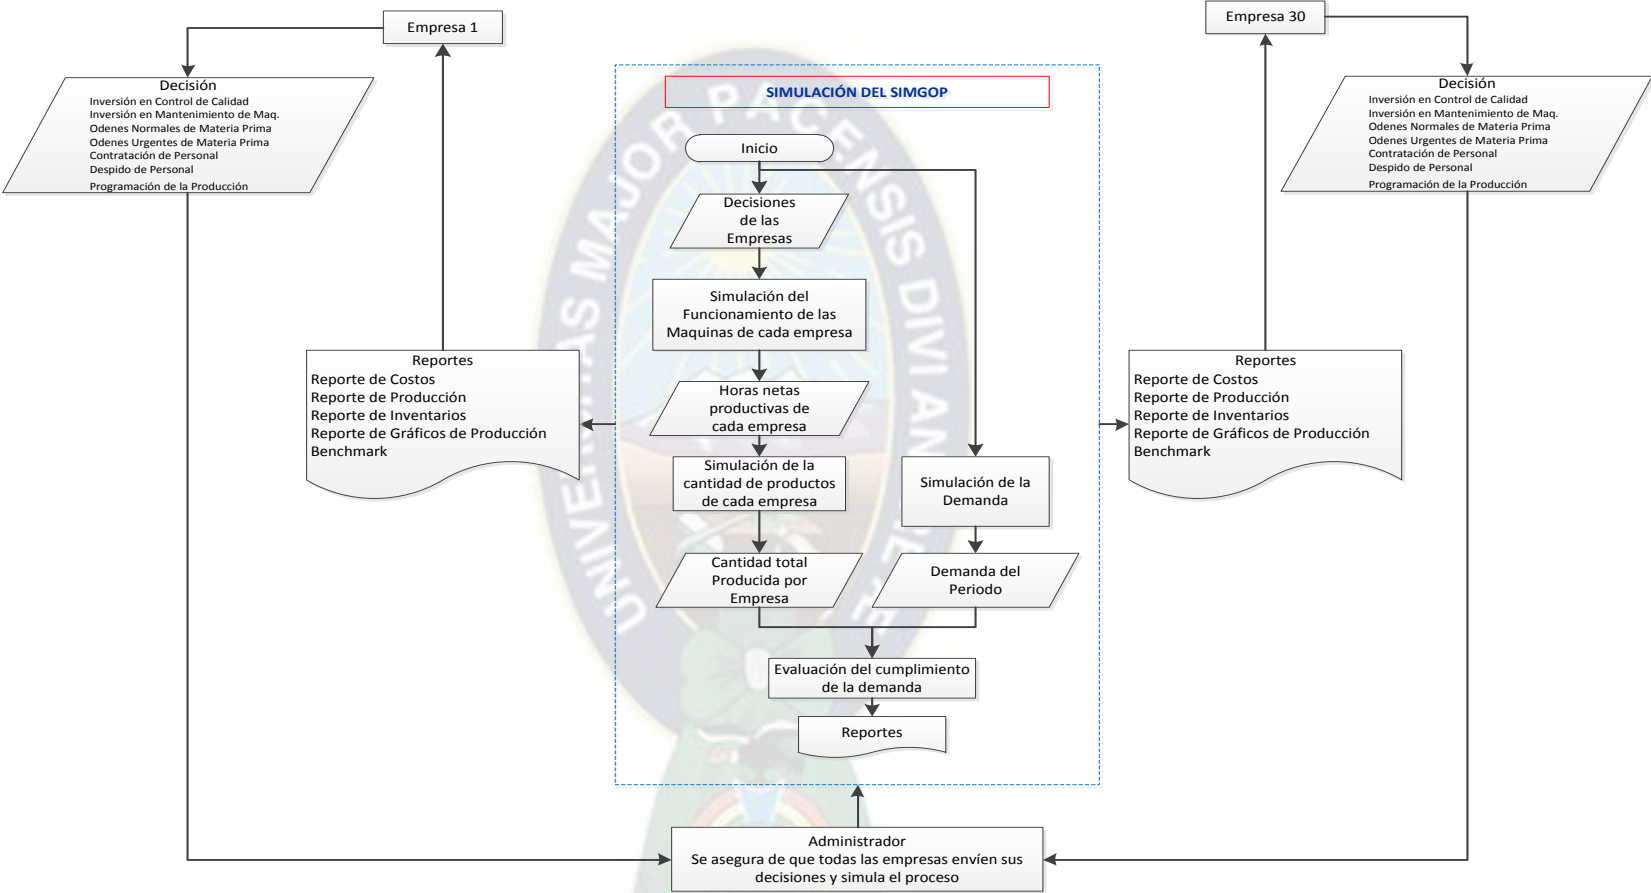 Empresa 1
Decisión
Inversión en Control de Calidad
Inversión en Mantenimiento de Maq.
Odenes Normales de Materia Prima
Odenes Urgentes de Materia Prima
Contratación de Personal
Despido de Personal
Programación de la Producción
Reportes
Reporte de Costos
Reporte de Producción
Reporte de Inventarios
Reporte de Gráficos de Producción
Benchmark
SIMULACIÓN DEL SIMGOP
Inicio
Decisiones
de las
Empresas
Simulación del
Funcionamiento de las
Maquinas de cada empresa
Horas netas
productivas de
cada empresa
Simulación de la
cantidad de productos
de cada empresa
Cantidad total
Producida por
Empresa
Simulación de la
Demanda
Demanda del
Periodo
Evaluación del cumplimiento
de la demanda
Reportes
Administrador
Se asegura de que todas las empresas envíen sus
decisiones y simula el proceso
Empresa 30
Decisión
Inversión en Control de Calidad
Inversión en Mantenimiento de Maq.
Odenes Normales de Materia Prima
Odenes Urgentes de Materia Prima
Contratación de Personal
Despido de Personal
Programación de la Producción
Reportes
Reporte de Costos
Reporte de Producción
Reporte de Inventarios
Reporte de Gráficos de Producción
Benchmark
MAJOR PACENSIS DIVI